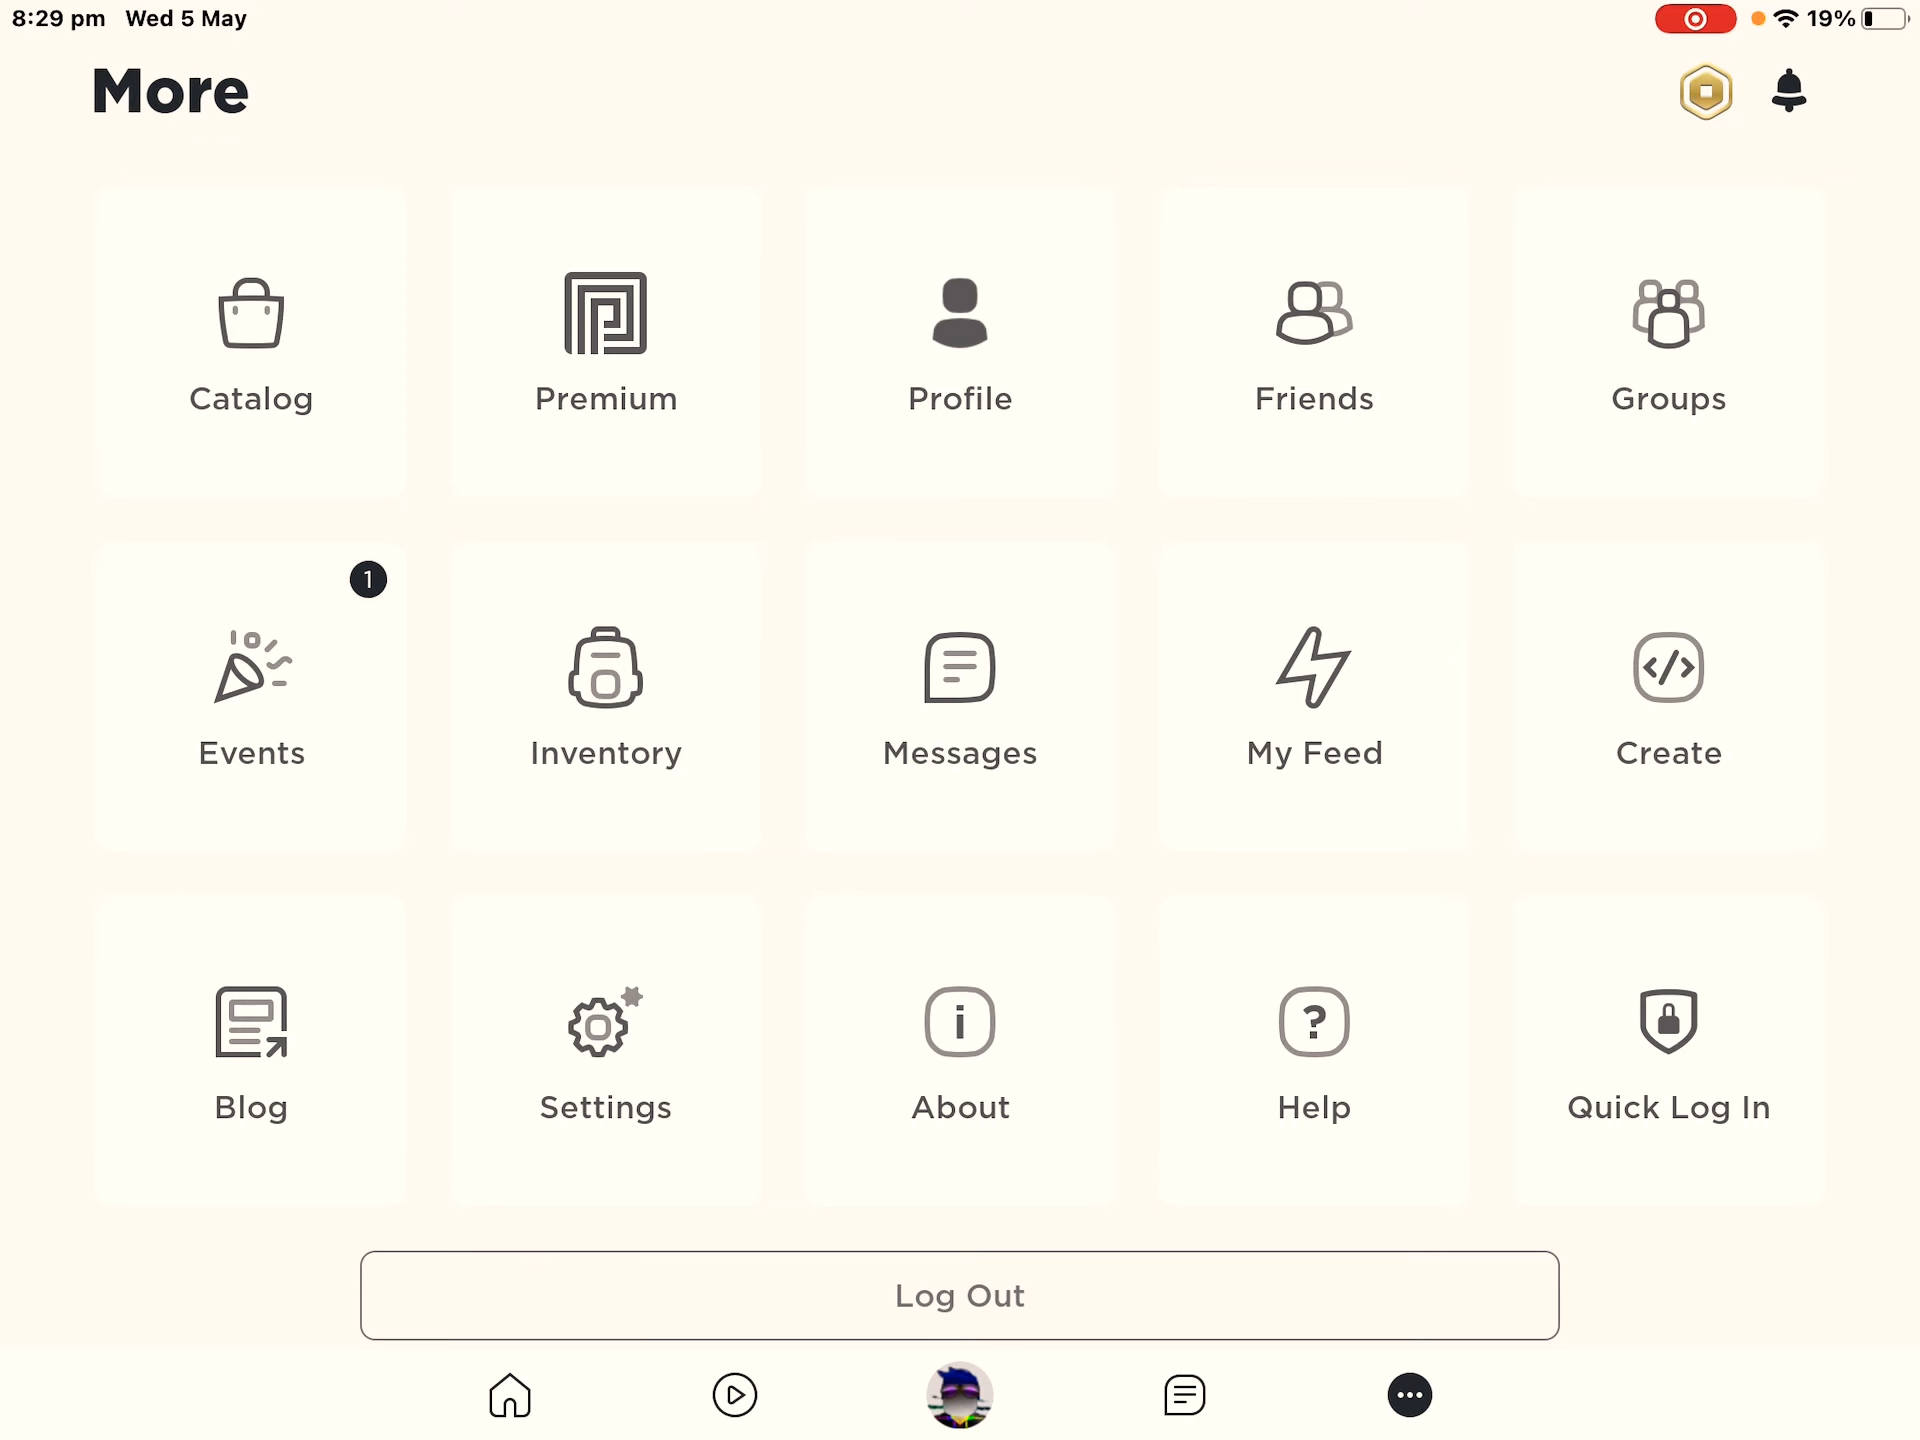 8:29 pm Wed 5 May 19%
More
Catalog Premium Profile Friends Groups
1
Events Inventory Messages My Feed Create
Blog Settings About Help Quick Log In
Log Out